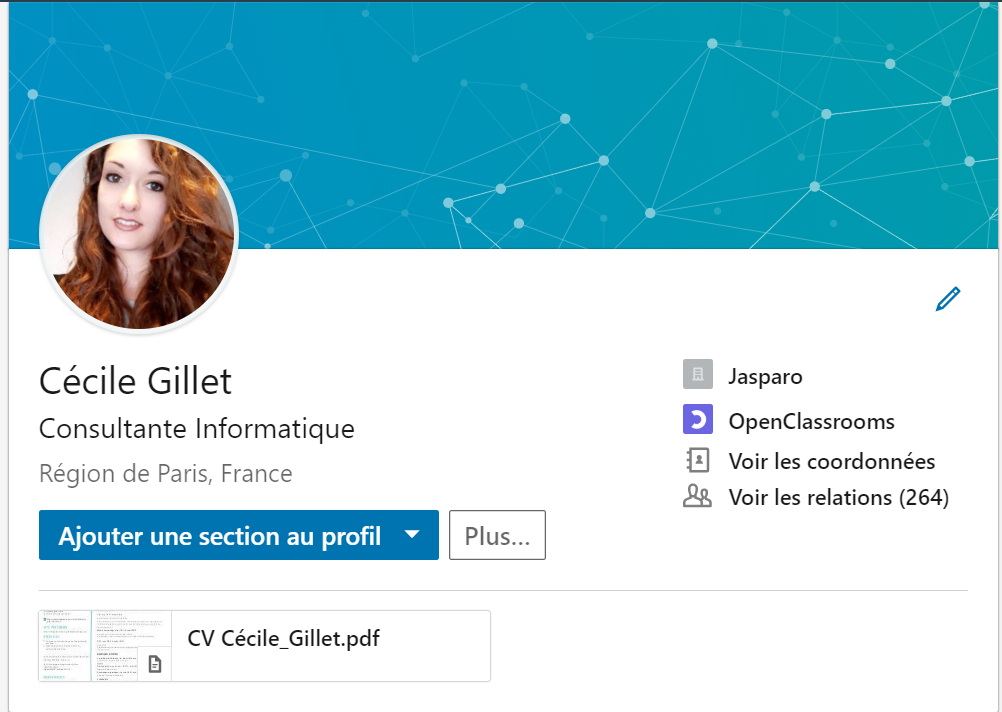 Cécile Gillet
Consultante Informatique
Région de Paris, France
Ajouter une section au profil
Plus...
Jasparo
OpenClassrooms
Voir les coordonnées
Voir les relations (264)
CV Cécile_Gillet.pdf